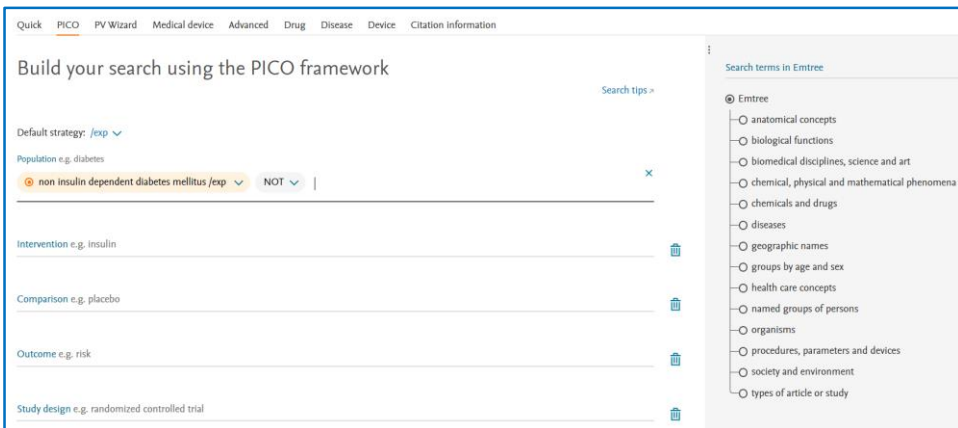 Quick PICO PV Wizard Medical device Advanced Drug Disease Device Citation information
Build your search using the PICO framework
Search tips >
Default strategy: /exp
Population e.g. diabetes
non insulin dependent diabetes mellitus /exp NOT
Intervention e.g. insulin
Comparison e.g. placebo
Outcome e.g. risk
Study design e.g. randomized controlled trial
Search terms in Emtree
Emtree
anatomical concepts
biological functions
biomedical disciplines, science and art
chemical, physical and mathematical phenomena
chemicals and drugs
diseases
geographic names
groups by age and sex
health care concepts
named groups of persons
organisms
procedures, parameters and devices
society and environment
types of article or study